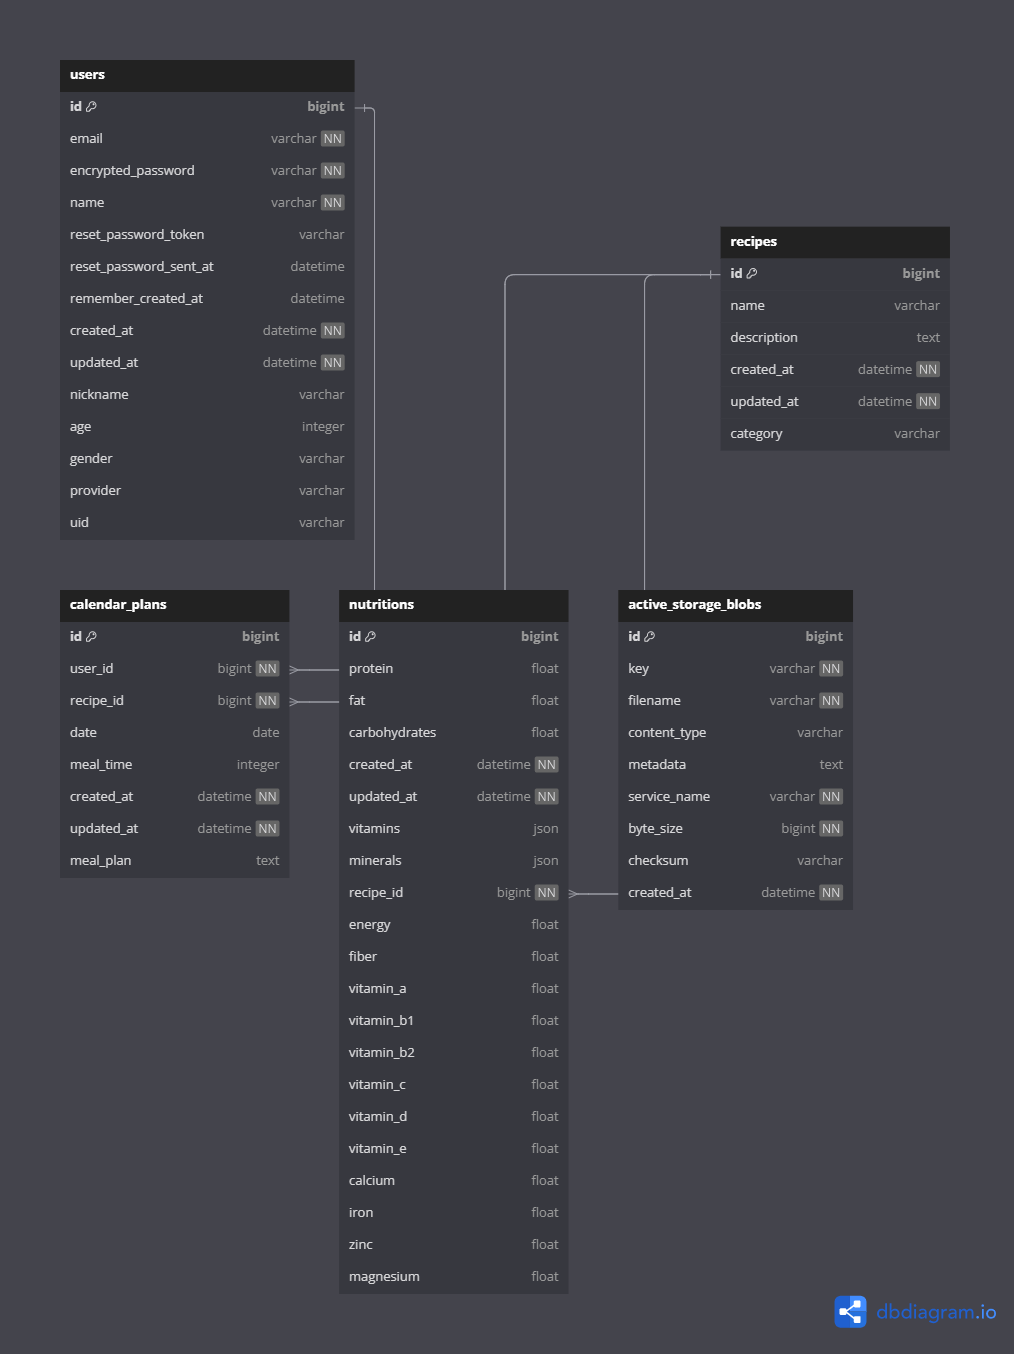 users
id bigint
email varchar NN
encrypted_password varchar NN
name varchar NN
reset_password_token varchar
reset_password_sent_at datetime
remember_created_at datetime
created_at datetime NN
updated_at datetime NN
nickname varchar
age integer
gender varchar
provider varchar
uid varchar
recipes
id bigint
name varchar
description text
created_at datetime NN
updated_at datetime NN
category varchar
calendar_plans
id bigint
user_id bigint NN
recipe_id bigint NN
date date
meal_time integer
created_at datetime NN
updated_at datetime NN
meal_plan text
nutritions
id bigint
protein float
fat float
carbohydrates float
created_at datetime NN
updated_at datetime NN
vitamins json
minerals json
recipe_id bigint NN
energy float
fiber float
vitamin_a float
vitamin_b1 float
vitamin_b2 float
vitamin_c float
vitamin_d float
vitamin_e float
calcium float
iron float
zinc float
magnesium float
active_storage_blobs
id bigint
key varchar NN
filename varchar NN
content_type varchar
metadata text
service_name varchar NN
byte_size bigint NN
checksum varchar
created_at datetime NN
dbdiagram.io